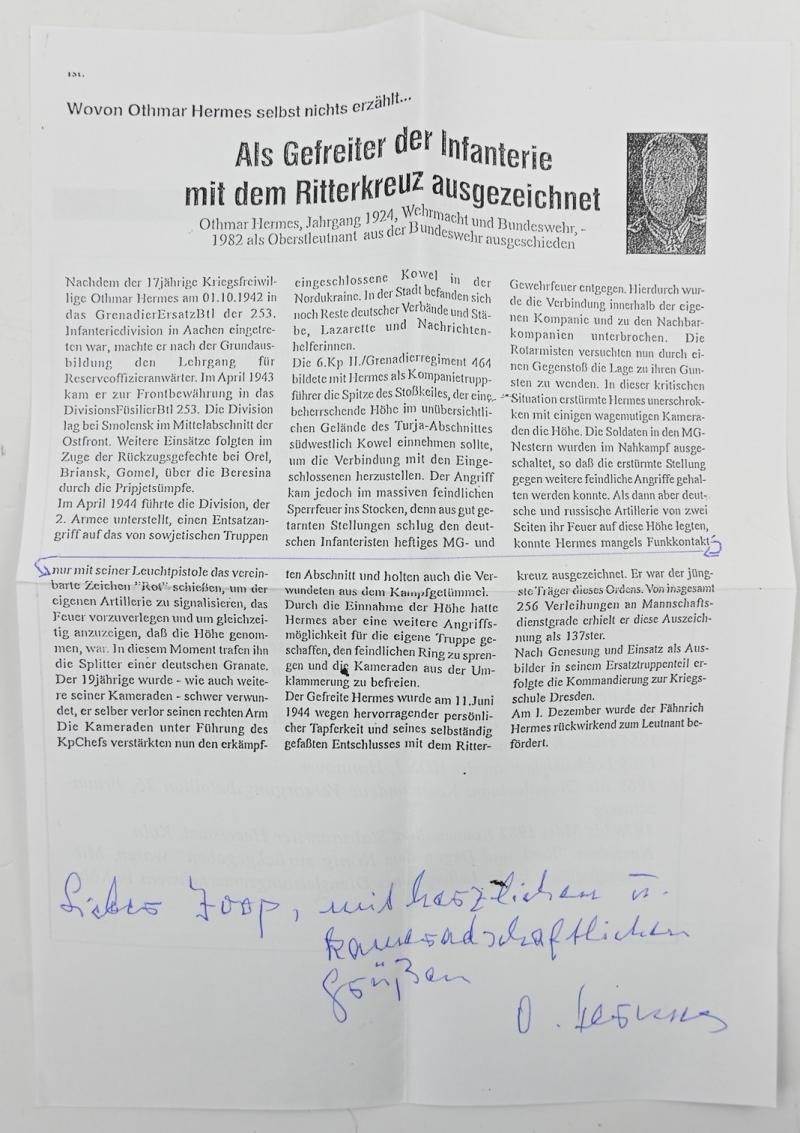 Wovon Othmar Hermes selbst nichts erzählt...
Als Gefreiter der Infanterie
mit dem Ritterkreuz ausgezeichnet
Othmar Hermes, Jahrgang 1924, Wehrmacht und Bundeswehr, -
1982 als Oberstleutnant aus der Bundeswehr ausgeschieden
Nachdem der 17jährige Kriegsfreiwil-
lige Othmar Hermes am 01.10.1942 in
das GrenadierErsatzBtl der 253.
Infanteriedivision in Aachen eingetre-
ten war, machte er nach der Grundaus-
bildung den Lehrgang für
Reserveoffizieranwärter. Im April 1943
kam er zur Frontbewährung in das
DivisionsFüsilierBtl 253. Die Division
lag bei Smolensk im Mittelabschnitt der
Ostfront. Weitere Einsätze folgten im
Zuge der Rückzugsgefechte bei Orel,
Briansk, Gomel, über die Beresina
durch die Pripjetsümpfe.
Im April 1944 führte die Division, der
2. Armee unterstellt, einen Entsatzan-
griff auf das von sowjetischen Truppen
eingeschlossene Kowel in der
Nordukraine. In der Stadt befanden sich
noch Reste deutscher Verbände und Stä-
be, Lazarette und Nachrichten-
helferinnen.
Die 6.Kp II./Grenadierregiment 464
bildete mit Hermes als Kompanietrupp-
führer die Spitze des Stoßkeiles, der eine
beherrschende Höhe im unübersichtli-
chen Gelände des Turja-Abschnittes
südwestlich Kowel einnehmen sollte,
um die Verbindung mit den Einge-
schlossenen herzustellen. Der Angriff
kam jedoch im massiven feindlichen
Sperrfeuer ins Stocken, denn aus gut ge-
tarnten Stellungen schlug den deut-
schen Infanteristen heftiges MG- und
Gewehrfeuer entgegen. Hierdurch wur-
de die Verbindung innerhalb der eige-
nen Kompanie und zu den Nachbar-
kompanien unterbrochen. Die
Rotarmisten versuchten nun durch ei-
nen Gegenstoß die Lage zu ihren Gun-
sten zu wenden. In dieser kritischen
Situation erstürmte Hermes unerschrok-
ken mit einigen wagemutigen Kamera-
den die Höhe. Die Soldaten in den MG-
Nestern wurden im Nahkampf ausge-
schaltet, so daß die erstürmte Stellung
gegen weitere feindliche Angriffe gehal-
ten werden konnte. Als dann aber deut-
sche und russische Artillerie von zwei
Seiten ihr Feuer auf diese Höhe legten,
konnte Hermes mangels Funkkontakt
nur mit seiner Leuchtpistole das verein-
barte Zeichen "Rot" schießen, um der
eigenen Artillerie zu signalisieren, das
Feuer vorzuverlegen und um gleichzei-
tig anzuzeigen, daß die Höhe genom-
men, war. In diesem Moment trafen ihn
die Splitter einer deutschen Granate.
Der 19jährige wurde - wie auch weite-
re seiner Kameraden - schwer verwun-
det, er selber verlor seinen rechten Arm
Die Kameraden unter Führung des
KpChefs verstärkten nun den erkämpf-
ten Abschnitt und holten auch die Ver-
wundeten aus dem Kampfgetümmel.
Durch die Einnahme der Höhe hatte
Hermes aber eine weitere Angriffs-
möglichkeit für die eigene Truppe ge-
schaffen, den feindlichen Ring zu spren-
gen und die Kameraden aus der Um-
klammerung zu befreien.
Der Gefreite Hermes wurde am 11.Juni
1944 wegen hervorragender persönli-
cher Tapferkeit und seines selbständig
gefaßten Entschlusses mit dem Ritter-
kreuz ausgezeichnet. Er war der jüng-
ste Träger dieses Ordens. Von insgesamt
256 Verleihungen an Mannschafts-
dienstgrade erhielt er diese Auszeich-
nung als 137ster.
Nach Genesung und Einsatz als Aus-
bilder in seinem Ersatztruppenteil er-
folgte die Kommandierung zur Kriegs-
schule Dresden.
Am 1. Dezember wurde der Fähnrich
Hermes rückwirkend zum Leutnant be-
fördert.
Lieber Joop, mit herzlichen u.
kameradschaftlichen
Grüßen
O. Hermes